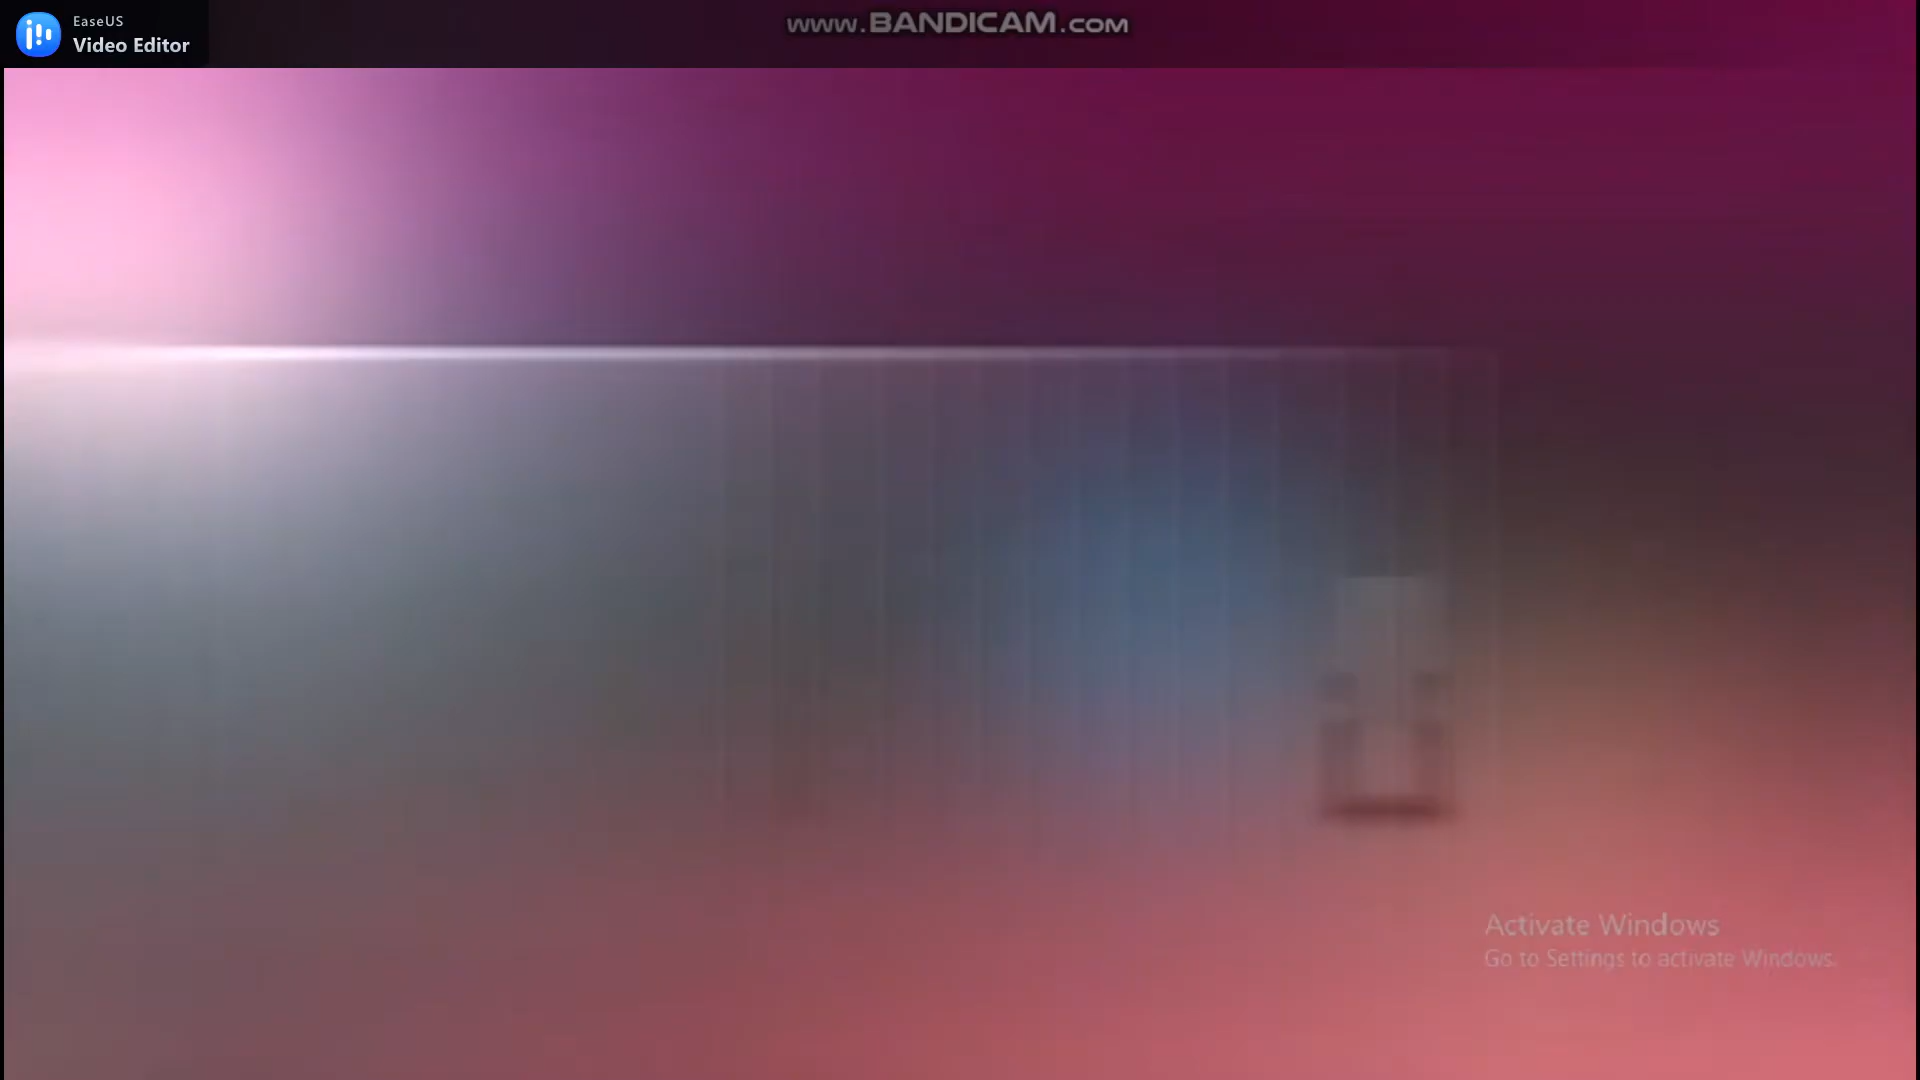 EaseUS
Video Editor
www.BANDICAM.com
Activate Windows
Go to Settings to activate Windows.